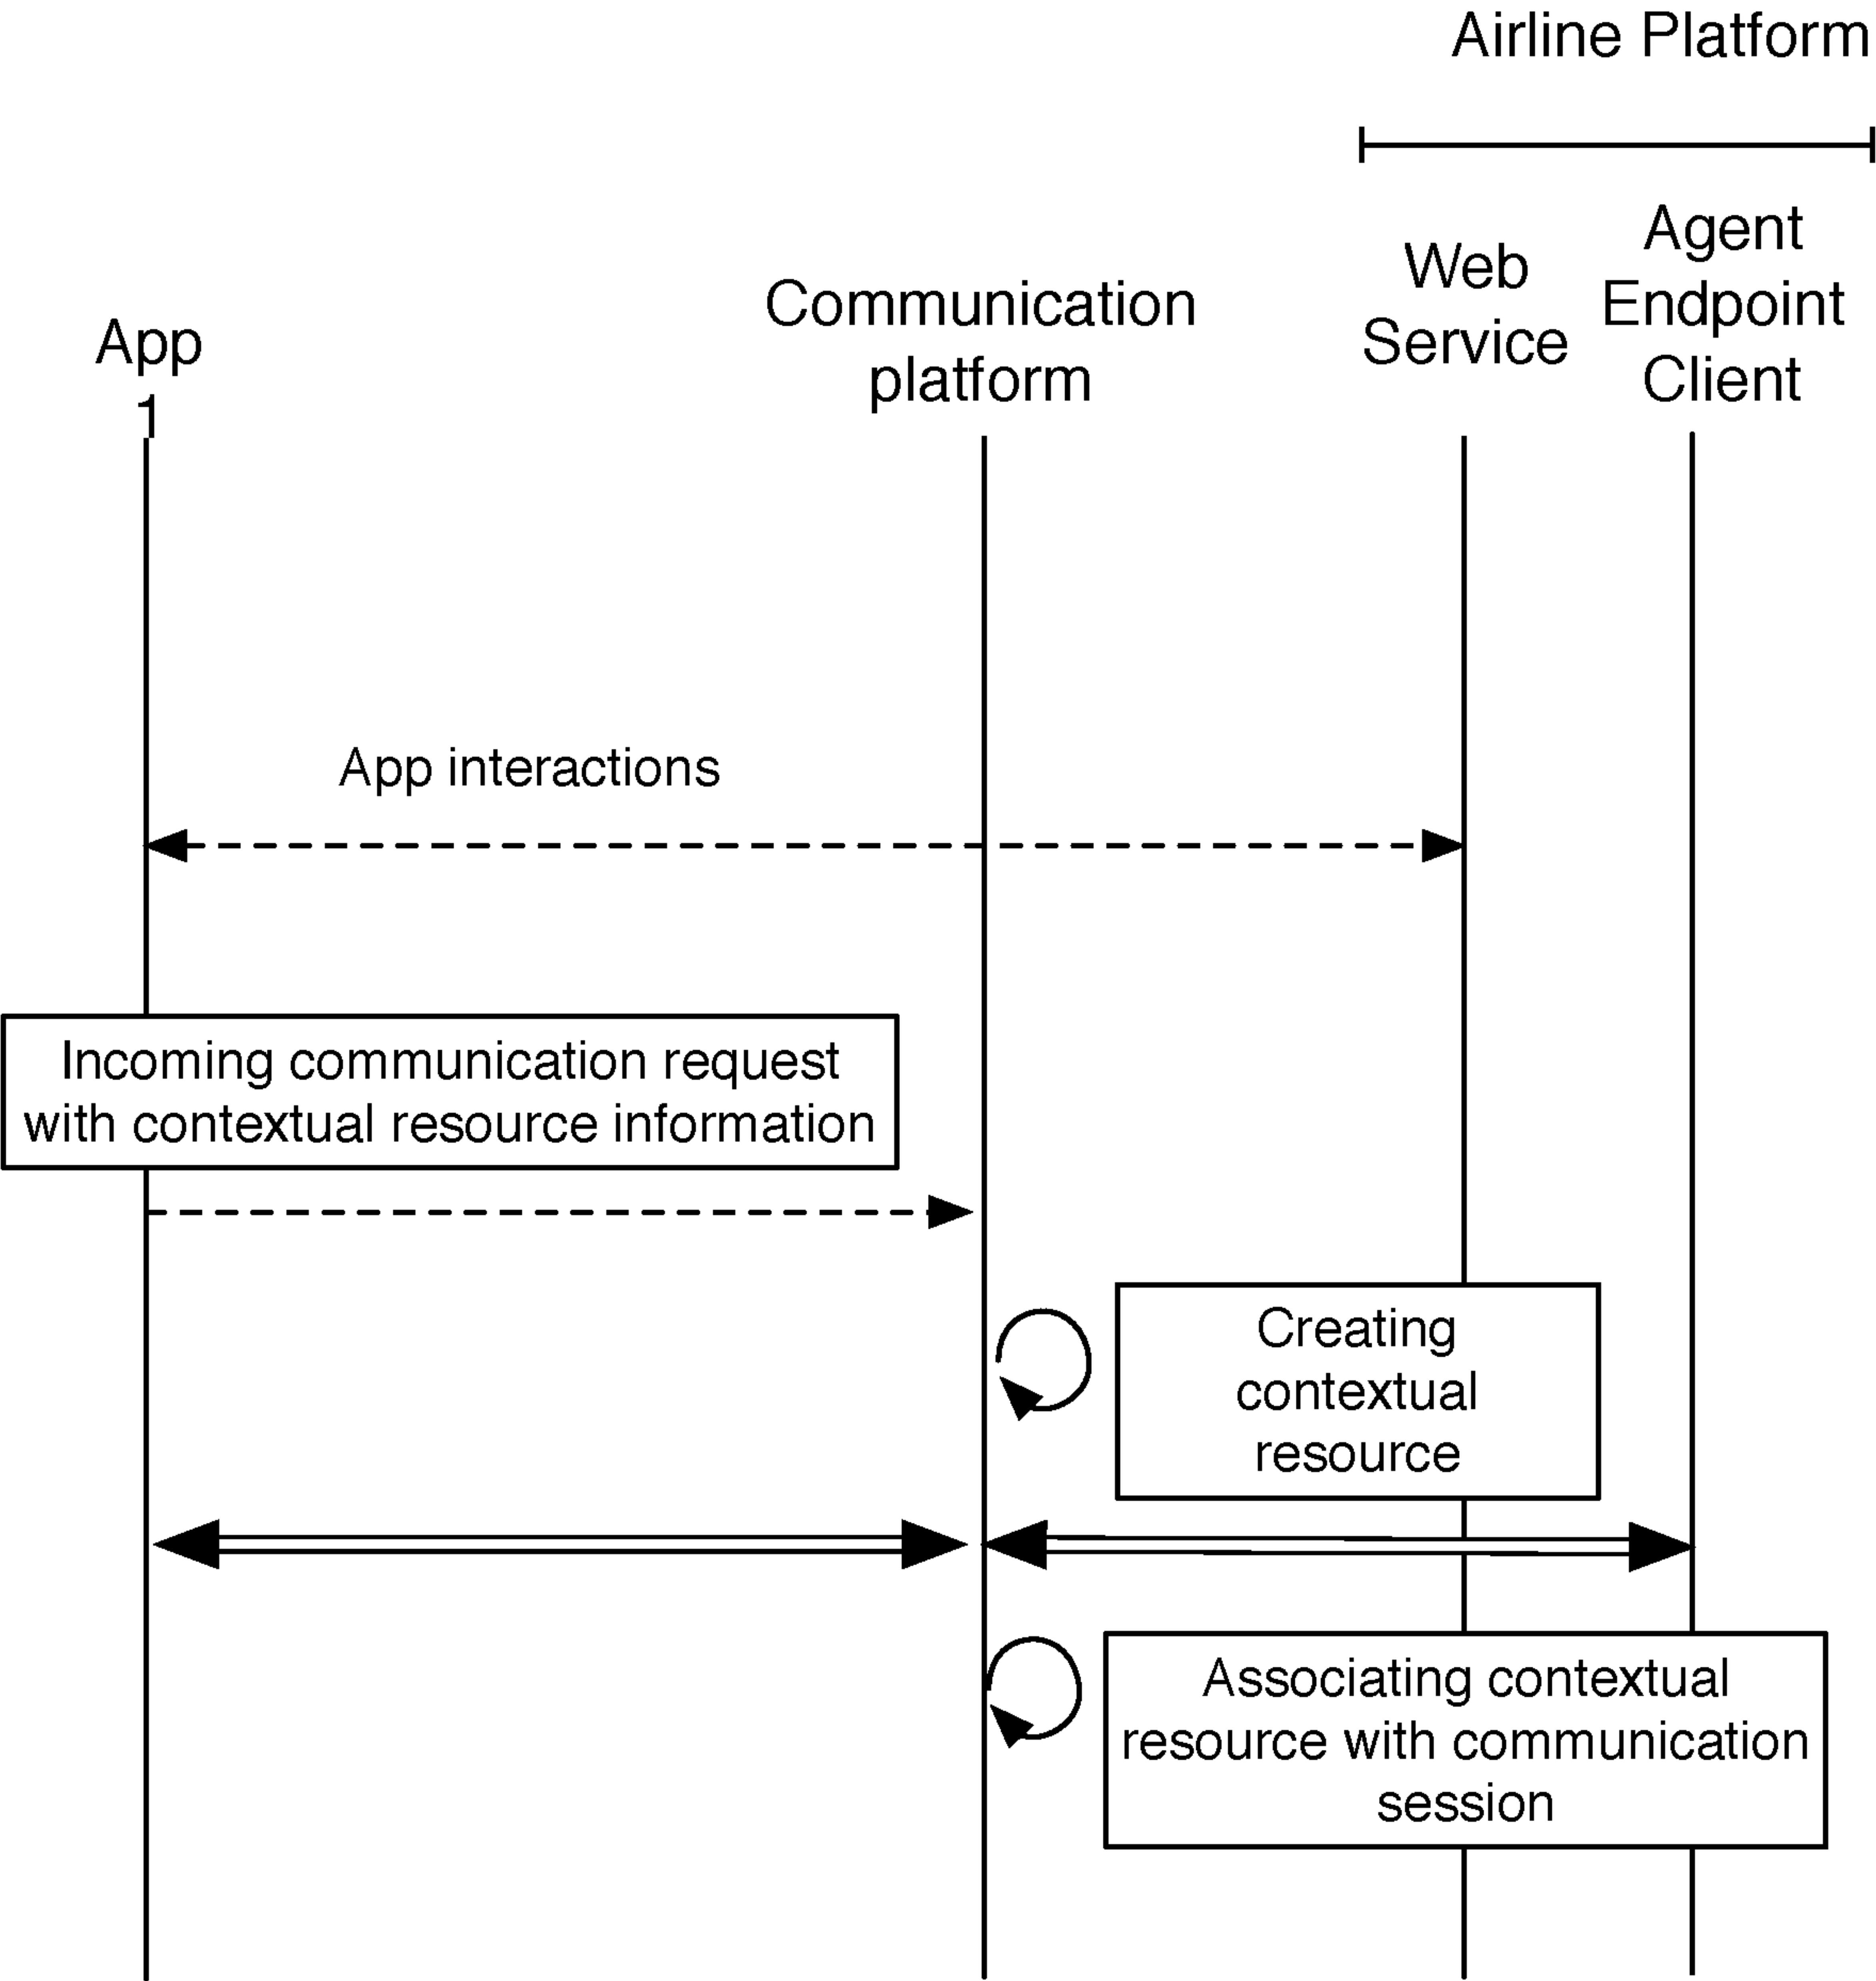 Airline Platform
App
1
Communication
platform
Web
Service
Agent
Endpoint
Client
App interactions
Incoming communication request
with contextual resource information
Creating
contextual
resource
Associating contextual
resource with communication
session